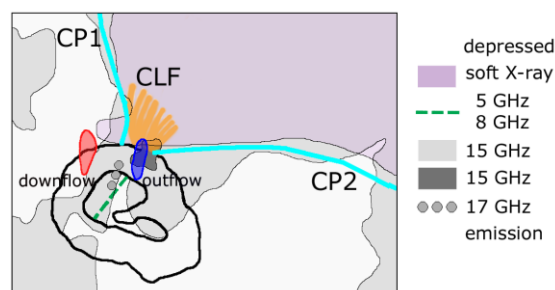 CP1
CLF
downflow
outflow
CP2
depressed
soft X-ray
5 GHz
8 GHz
15 GHz
15 GHz
17 GHz
emission